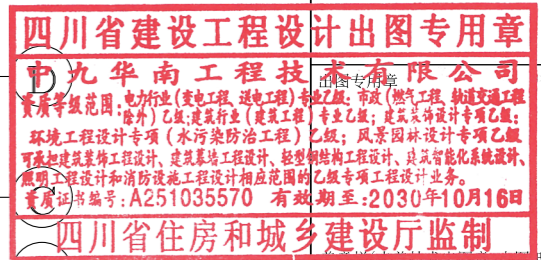 四川省建设工程设计出图专用章
中九华南工程技术有限公司
出图专用章
D
资质等级范围:电力行业(变电工程、送电工程)专业乙级;市政(燃气工程、轨道交通工程
除外)乙级;建筑行业(建筑工程)专业乙级;建筑装饰设计专项乙级;
环境工程设计专项(水污染防治工程)乙级;风景园林设计专项乙级
可承担建筑装饰工程设计、建筑幕墙工程设计、轻型钢结构工程设计、建筑智能化系统设计、
照明工程设计和消防设施工程设计相应范围的乙级专项工程设计业务。
C
资质证书编号:A251035570 有效期至:2030年10月16日
四川省住房和城乡建设厅监制